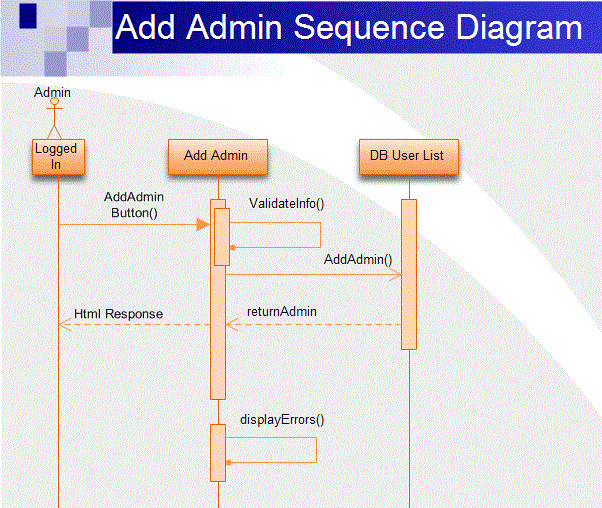 Add Admin Sequence Diagram
Admin
Logged
In
Add Admin
DB User List
AddAdmin
Button()
ValidateInfo()
AddAdmin()
Html Response
returnAdmin
displayErrors()